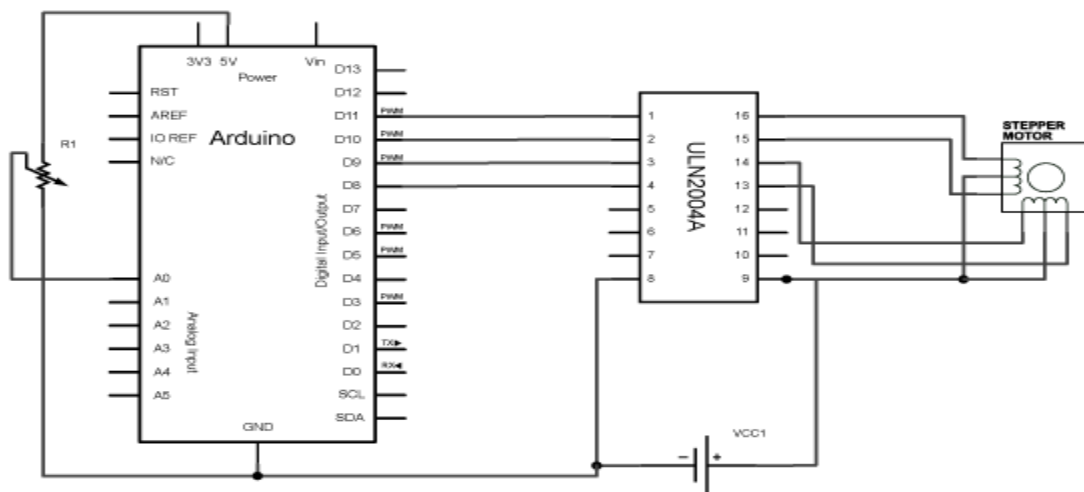 3V3 5V Vin
Power
Arduino
RST
AREF
IO REF
N/C
R1
A0
A1
A2
A3
A4
A5
Analog Input
D13
D12
D11 PWM
D10 PWM
D9 PWM
D8
D7
D6 PWM
D5 PWM
D4
D3 PWM
D2
D1 TX▶
D0 RX◀
SCL
SDA
Digital Input/Output
GND
ULN2004A
1 16
2 15
3 14
4 13
5 12
6 11
7 10
8 9
STEPPER
MOTOR
VCC1
− +